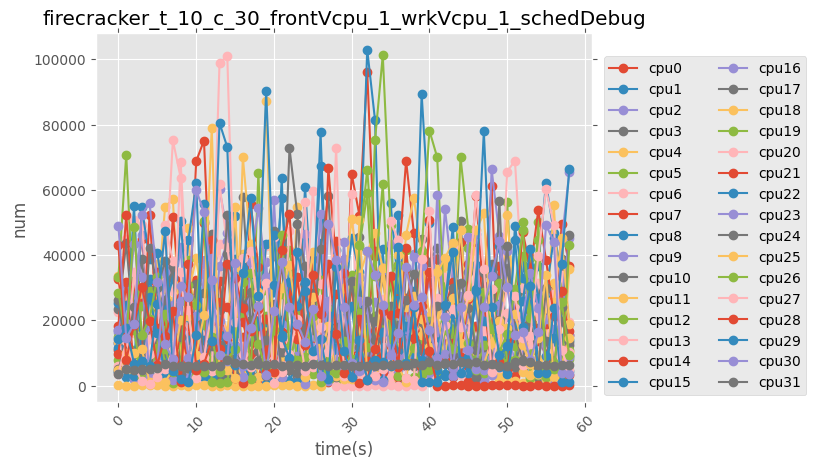 firecracker_t_10_c_30_frontVcpu_1_wrkVcpu_1_schedDebug
100000
80000
60000
40000
20000
0
num
0
10
20
30
40
50
60
time(s)
cpu0
cpu1
cpu2
cpu3
cpu4
cpu5
cpu6
cpu7
cpu8
cpu9
cpu10
cpu11
cpu12
cpu13
cpu14
cpu15
cpu16
cpu17
cpu18
cpu19
cpu20
cpu21
cpu22
cpu23
cpu24
cpu25
cpu26
cpu27
cpu28
cpu29
cpu30
cpu31